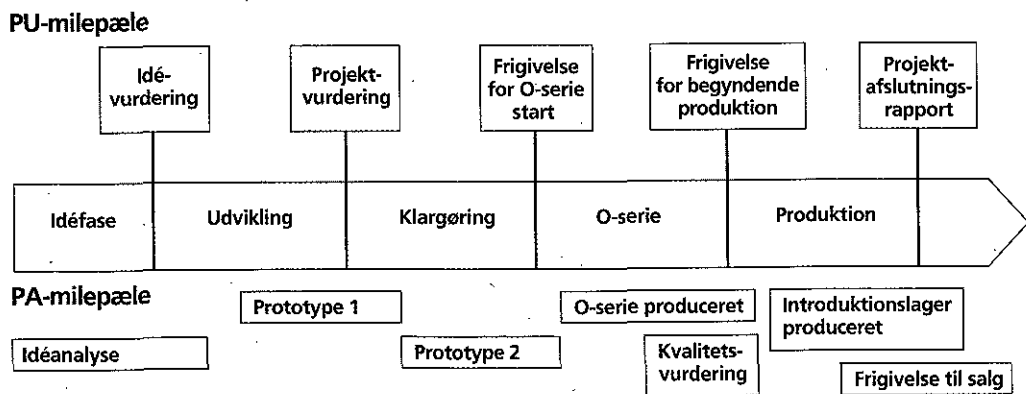 PU-milepæle
Idé-
vurdering
Projekt-
vurdering
Frigivelse
for O-serie
start
Frigivelse
for begyndende
produktion
Projekt-
afslutnings-
rapport
Idéfase
Udvikling
Klargøring
O-serie
Produktion
PA-milepæle
Prototype 1
O-serie produceret
Introduktionslager
produceret
Idéanalyse
Prototype 2
Kvalitets-
vurdering
Frigivelse til salg